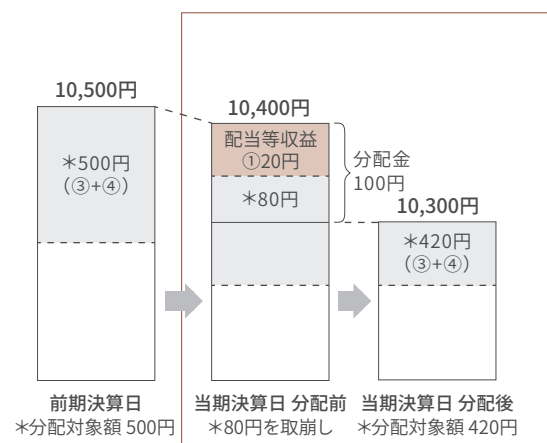 10,500円
＊500円
（③+④）
10,400円
配当等収益
①20円
＊80円
分配金
100円
10,300円
＊420円
（③+④）
前期決算日
＊分配対象額 500円
当期決算日 分配前
＊80円を取崩し
当期決算日 分配後
＊分配対象額 420円